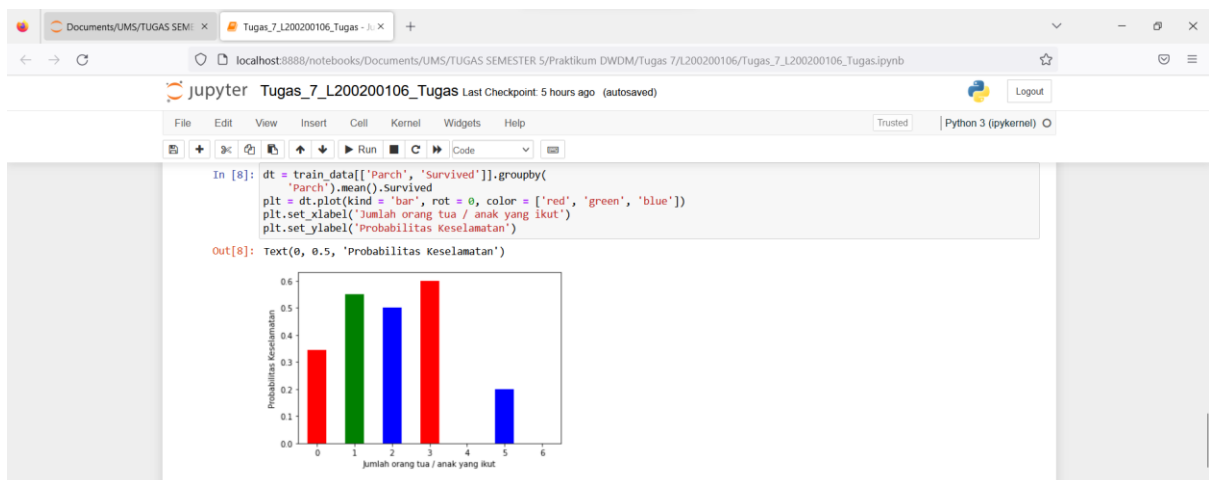 Documents/UMS/TUGAS SEME
Tugas_7_L200200106_Tugas - Ju
localhost:8888/notebooks/Documents/UMS/TUGAS SEMESTER 5/Praktikum DWDM/Tugas 7/L200200106/Tugas_7_L200200106_Tugas.ipynb
jupyter Tugas_7_L200200106_Tugas Last Checkpoint: 5 hours ago (autosaved)
Logout
File Edit View Insert Cell Kernel Widgets Help
Trusted
Python 3 (ipykernel)
Run
Code
In [8]: dt = train_data[['Parch', 'Survived']].groupby(
'Parch').mean().Survived
plt = dt.plot(kind = 'bar', rot = 0, color = ['red', 'green', 'blue'])
plt.set_xlabel('Jumlah orang tua / anak yang ikut')
plt.set_ylabel('Probabilitas Keselamatan')
Out[8]: Text(0, 0.5, 'Probabilitas Keselamatan')
Probabilitas Keselamatan
0.6
0.5
0.4
0.3
0.2
0.1
0.0
0 1 2 3 4 5 6
Jumlah orang tua / anak yang ikut